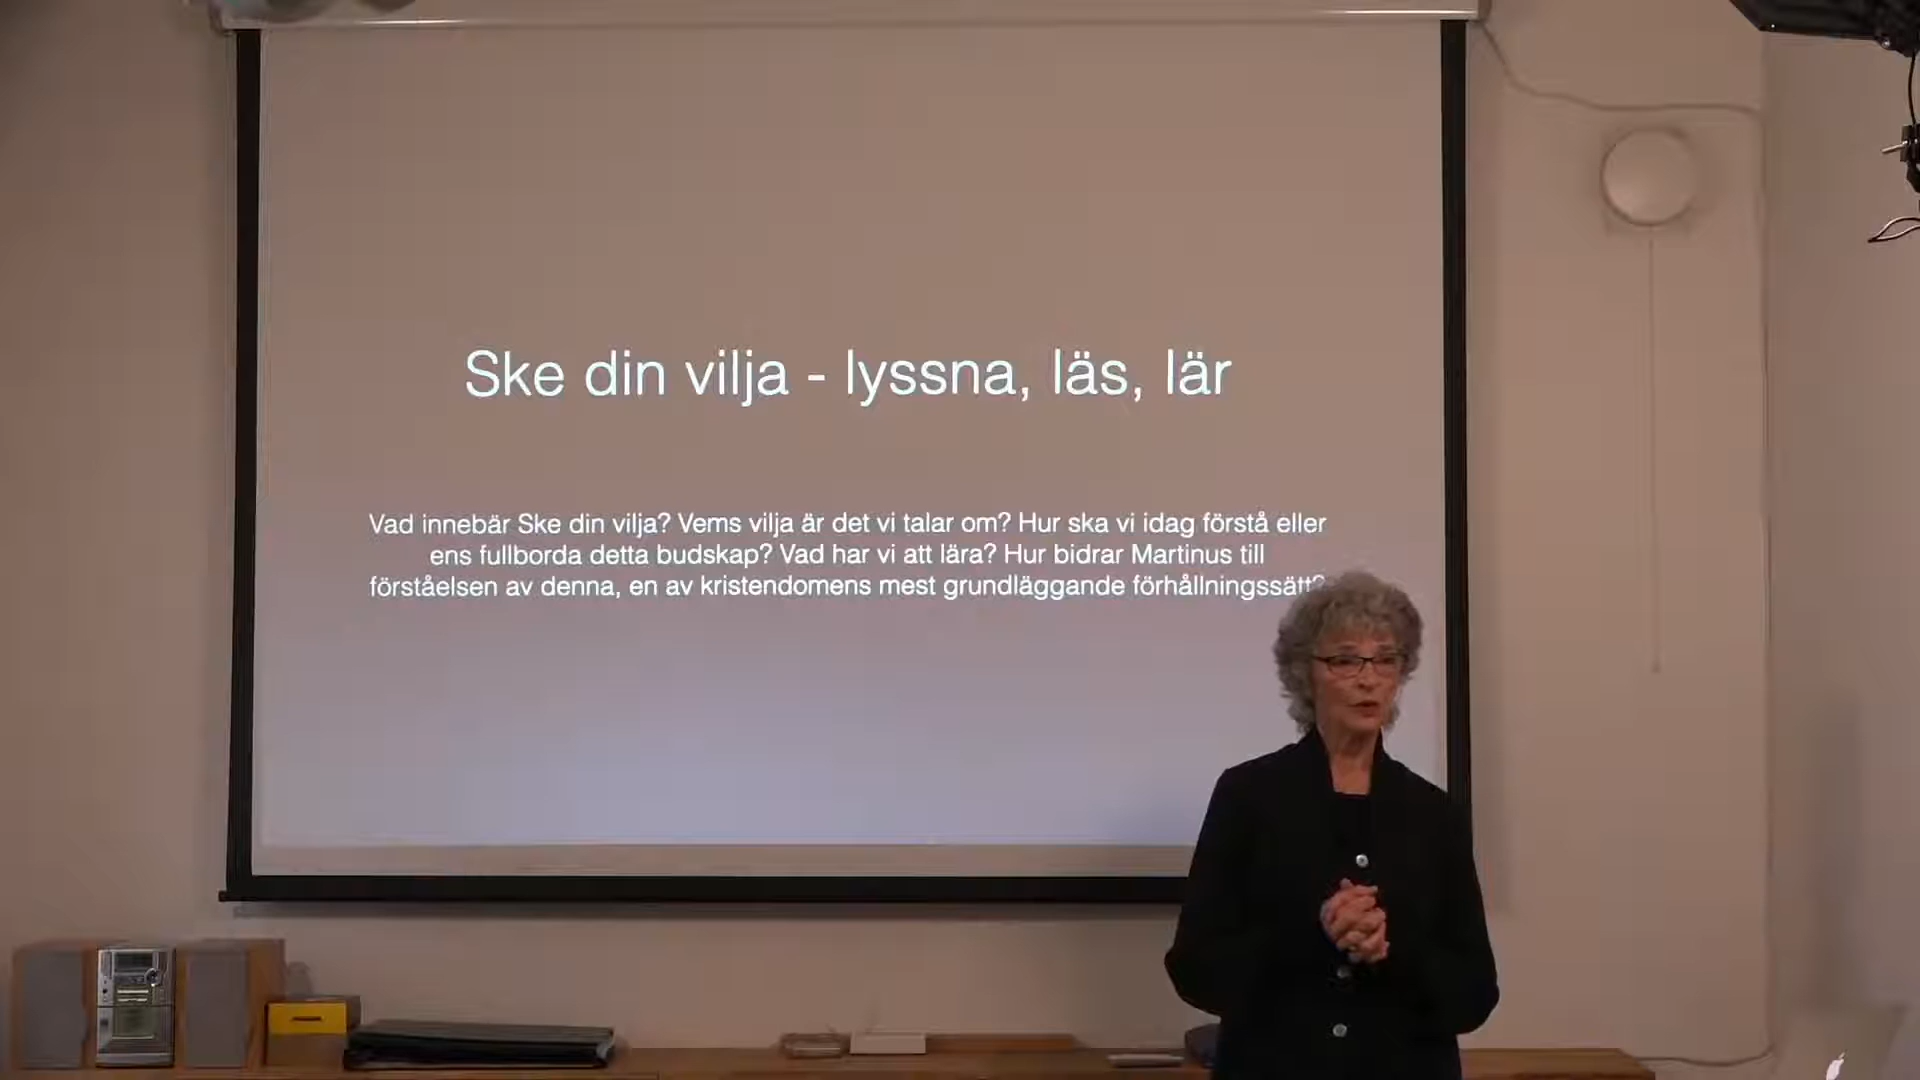 Ske din vilja - lyssna, läs, lär
Vad innebär Ske din vilja? Vems vilja är det vi talar om? Hur ska vi idag förstå eller
ens fullborda detta budskap? Vad har vi att lära? Hur bidrar Martinus till
förståelsen av denna, en av kristendomens mest grundläggande förhållningssätt?